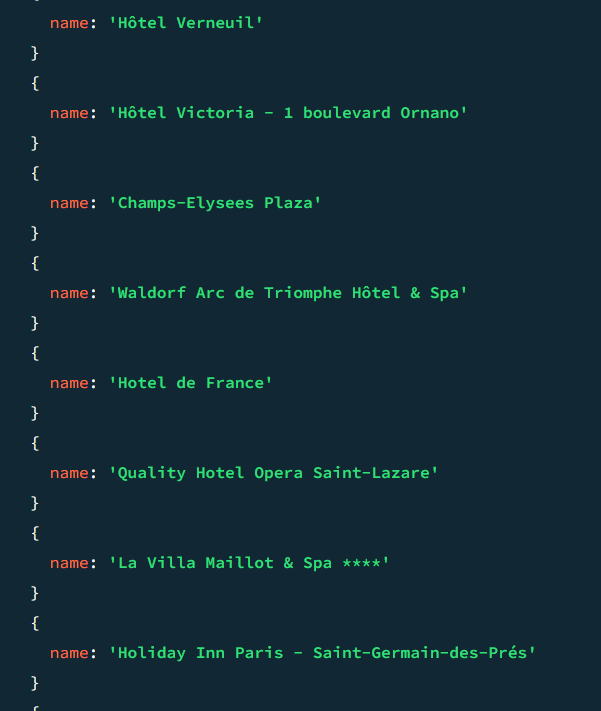 name: 'Hôtel Verneuil'
}
{
name: 'Hôtel Victoria - 1 boulevard Ornano'
}
{
name: 'Champs-Elysees Plaza'
}
{
name: 'Waldorf Arc de Triomphe Hôtel & Spa'
}
{
name: 'Hotel de France'
}
{
name: 'Quality Hotel Opera Saint-Lazare'
}
{
name: 'La Villa Maillot & Spa ****'
}
{
name: 'Holiday Inn Paris - Saint-Germain-des-Prés'
}
{